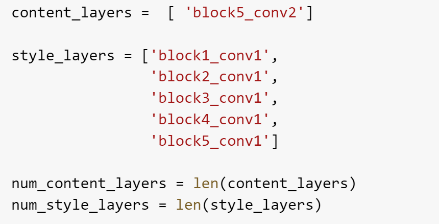 content_layers =  [ 'block5_conv2']
style_layers = ['block1_conv1',
                'block2_conv1',
                'block3_conv1',
                'block4_conv1',
                'block5_conv1']
num_content_layers = len(content_layers)
num_style_layers = len(style_layers)